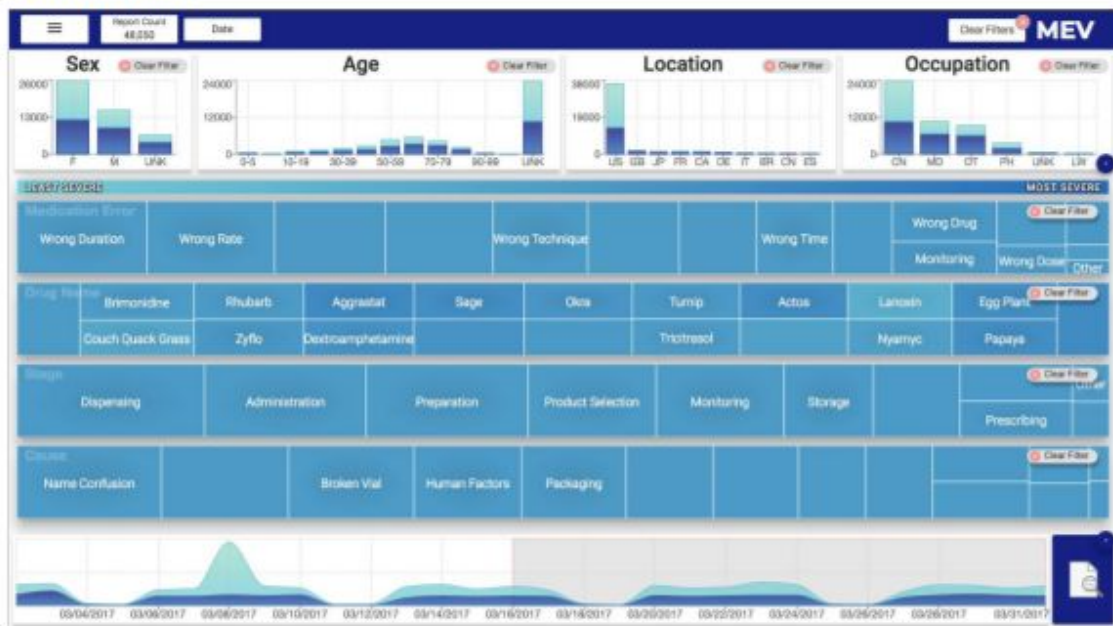 Report Count
48,050
Date
Clear Filters
MEV
Sex
Clear Filter
Age
Clear Filter
Location
Clear Filter
Occupation
Clear Filter
26000
13000
0
F M UNK
24000
12000
0
0-5 10-19 30-39 50-59 70-79 90-99 UNK
38000
19000
0
US GB JP FR CA DE IT BR CN ES
24000
12000
0
CN MD OT PH UNK LW
LEAST SEVERE
MOST SEVERE
Medication Error
Clear Filter
Wrong Duration
Wrong Rate
Wrong Technique
Wrong Time
Wrong Drug
Monitoring
Wrong Dose
Other
Drug Name
Clear Filter
Brimonidine
Rhubarb
Aggrastat
Sage
Okra
Turnip
Actos
Lanoxin
Egg Plant
Couch Quack Grass
Zyflo
Dextroamphetamine
Tricitresol
Nyamyc
Papaya
Stage
Clear Filter
Other
Dispensing
Administration
Preparation
Product Selection
Monitoring
Storage
Prescribing
Cause
Clear Filter
Name Confusion
Broken Vial
Human Factors
Packaging
03/04/2017 03/06/2017 03/08/2017 03/10/2017 03/12/2017 03/14/2017 03/16/2017 03/18/2017 03/20/2017 03/22/2017 03/24/2017 03/26/2017 03/28/2017 03/31/2017